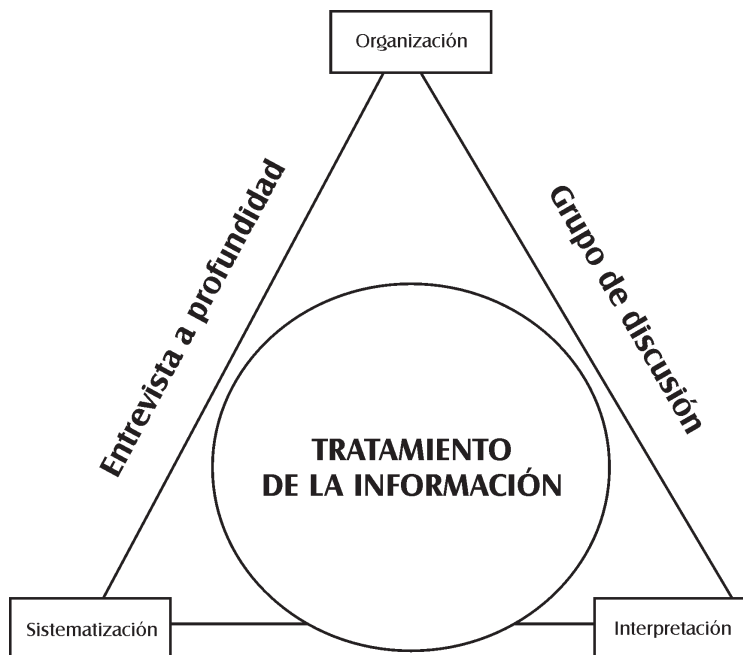 Organización
Entrevista a profundidad
Grupo de discusión
TRATAMIENTO
DE LA INFORMACIÓN
Sistematización
Interpretación